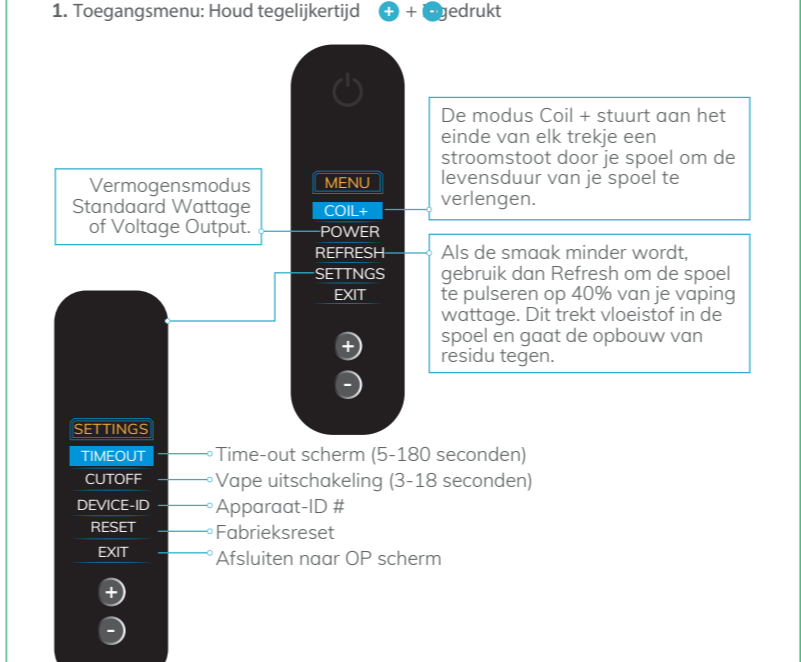 1. Toegangsmenu: Houd tegelijkertijd + + - gedrukt
De modus Coil + stuurt aan het
einde van elk trekje een
stroomstoot door je spoel om de
levensduur van je spoel te
verlengen.
Vermogensmodus
Standaard Wattage
of Voltage Output.
MENU
COIL+
POWER
REFRESH
SETTNGS
EXIT
+
-
Als de smaak minder wordt,
gebruik dan Refresh om de spoel
te pulseren op 40% van je vaping
wattage. Dit trekt vloeistof in de
spoel en gaat de opbouw van
residu tegen.
SETTINGS
TIMEOUT
CUTOFF
DEVICE-ID
RESET
EXIT
+
-
Time-out scherm (5-180 seconden)
Vape uitschakeling (3-18 seconden)
Apparaat-ID #
Fabrieksreset
Afsluiten naar OP scherm